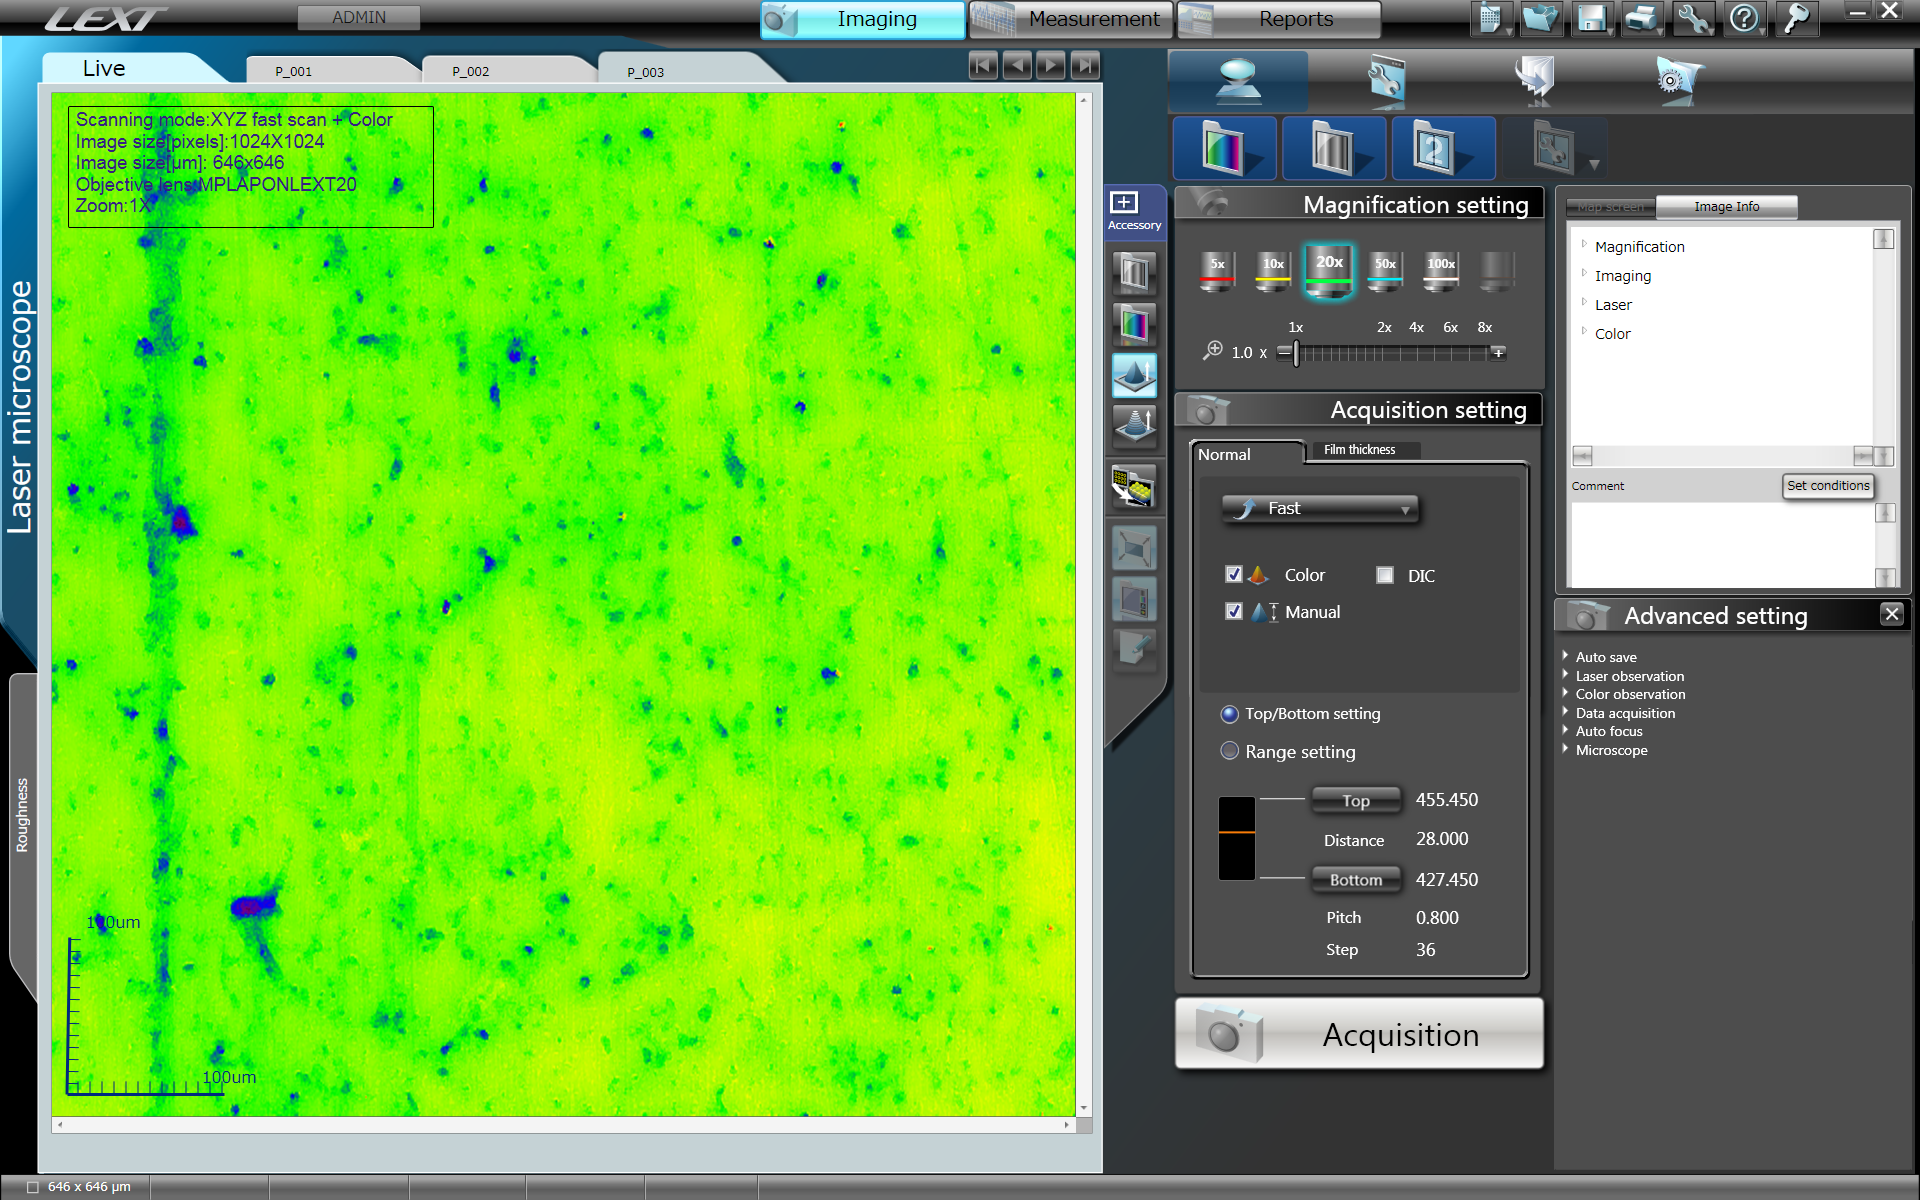 LEXT
ADMIN
Imaging
Measurement
Reports
Live
P_001
P_002
P_003
Scanning mode:XYZ fast scan + Color
Image size[pixels]:1024X1024
Image size[µm]: 646x646
Objective lens:MPLAPONLEXT20
Zoom:1X
100um
100um
Laser microscope
Roughness
646 x 646 µm
Accessory
2
Magnification setting
5x
10x
20x
50x
100x
1x
2x
4x
6x
8x
1.0 x
Acquisition setting
Normal
Film thickness
Fast
Color
DIC
Manual
Top/Bottom setting
Range setting
Top
455.450
Distance
28.000
Bottom
427.450
Pitch
0.800
Step
36
Acquisition
Map screen
Image Info
Magnification
Imaging
Laser
Color
Comment
Set conditions
Advanced setting
Auto save
Laser observation
Color observation
Data acquisition
Auto focus
Microscope